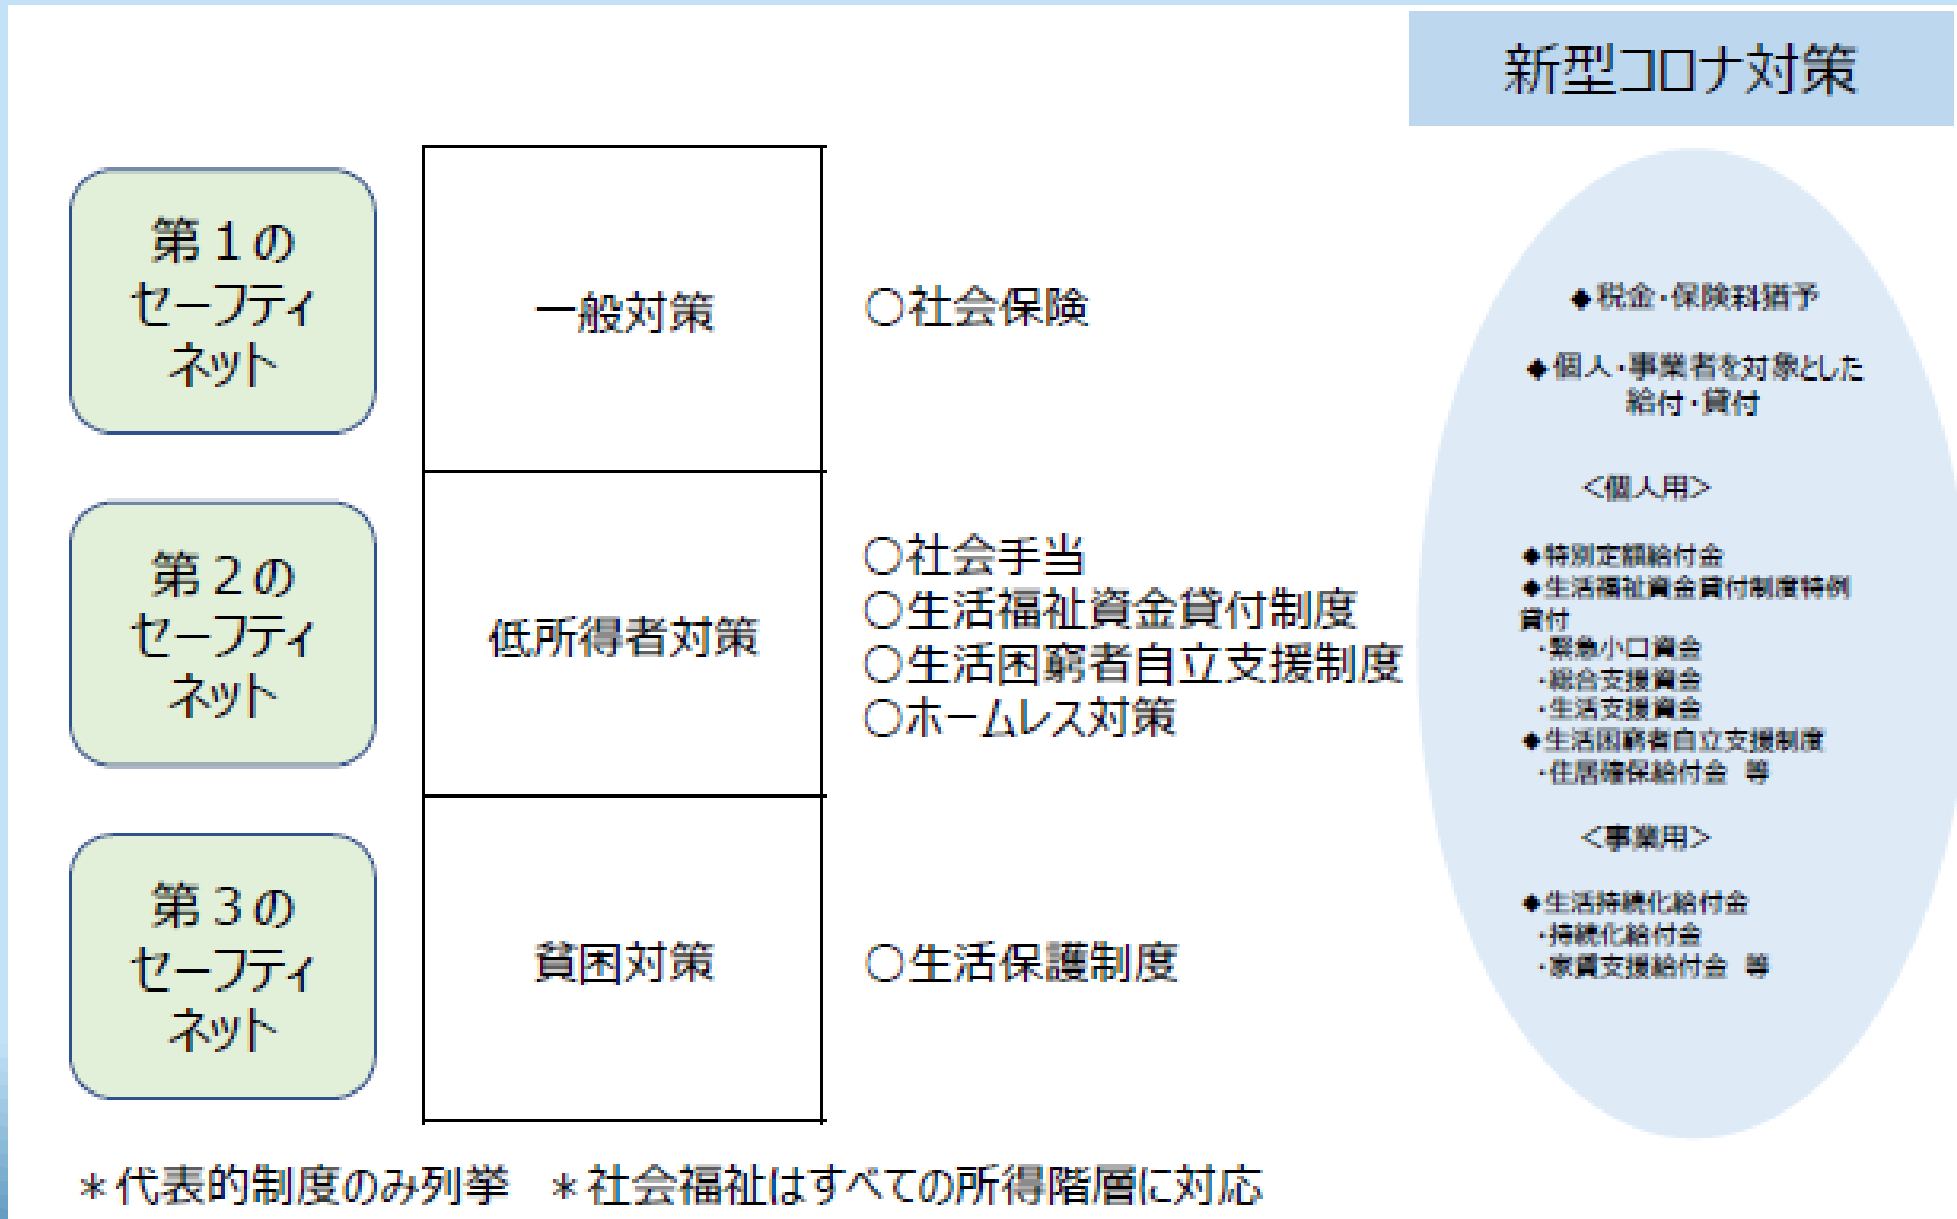 新型コロナ対策
第１の
セーフティ
ネット
一般対策
○社会保険
第２の
セーフティ
ネット
低所得者対策
○社会手当
○生活福祉資金貸付制度
○生活困窮者自立支援制度
○ホームレス対策
第３の
セーフティ
ネット
貧困対策
○生活保護制度
◆税金・保険料猶予
◆個人・事業者を対象とした
給付・貸付
＜個人用＞
◆特別定額給付金
◆生活福祉資金貸付制度特例
貸付
・緊急小口資金
・総合支援資金
・生活支援資金
◆生活困窮者自立支援制度
・住居確保給付金 等
＜事業用＞
◆生活持続化給付金
・持続化給付金
・家賃支援給付金 等
＊代表的制度のみ列挙　＊社会福祉はすべての所得階層に対応